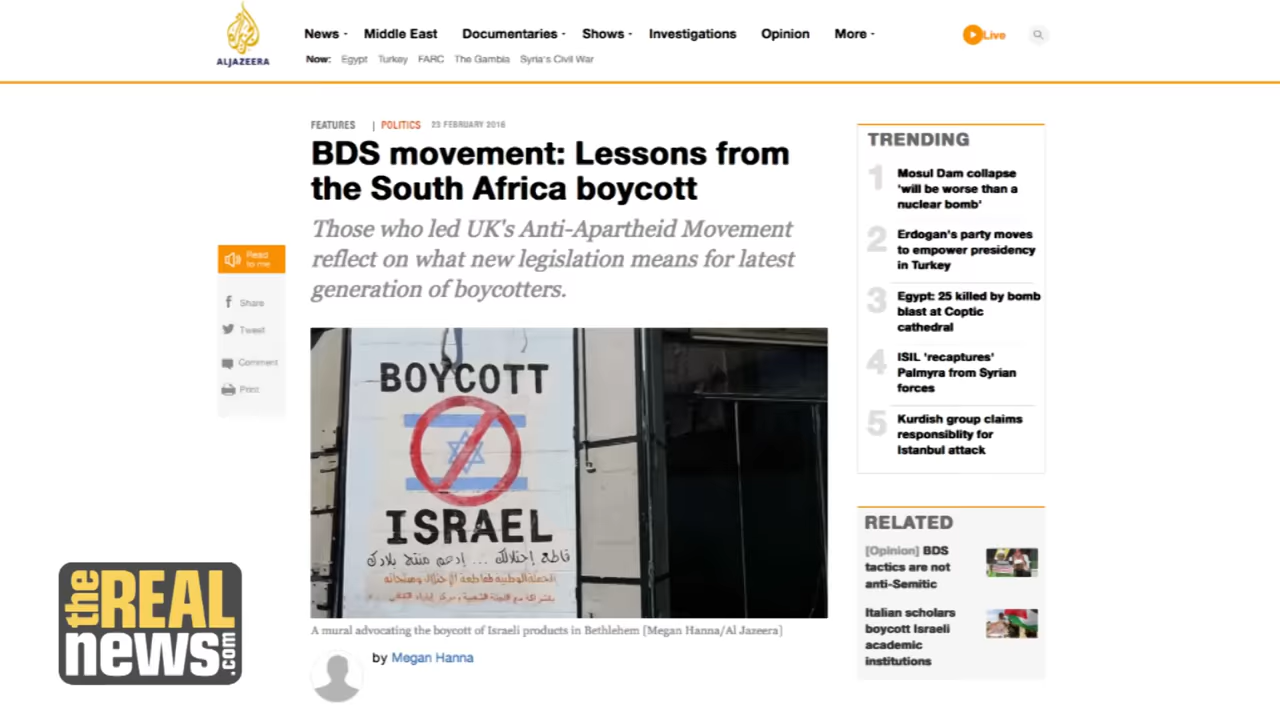 ALJAZEERA
News
Middle East
Documentaries
Shows
Investigations
Opinion
More
Live
Now: Egypt Turkey FARC The Gambia Syria's Civil War
FEATURES | POLITICS 23 FEBRUARY 2016
BDS movement: Lessons from
the South Africa boycott
Those who led UK's Anti-Apartheid Movement
reflect on what new legislation means for latest
generation of boycotters.
Read
to me
Share
Tweet
Comment
Print
BOYCOTT
ISRAEL
قاطع إحتلالك ... إدعم منتج بلادك
الحملة الوطنية لمقاطعة الإحتلال ومنتجاته
A mural advocating the boycott of Israeli products in Bethlehem [Megan Hanna/Al Jazeera]
by Megan Hanna
TRENDING
1 Mosul Dam collapse
'will be worse than a
nuclear bomb'
2 Erdogan's party moves
to empower presidency
in Turkey
3 Egypt: 25 killed by bomb
blast at Coptic
cathedral
4 ISIL 'recaptures'
Palmyra from Syrian
forces
5 Kurdish group claims
responsiblity for
Istanbul attack
RELATED
[Opinion] BDS
tactics are not
anti-Semitic
Italian scholars
boycott Israeli
academic
institutions
the REAL
news.com